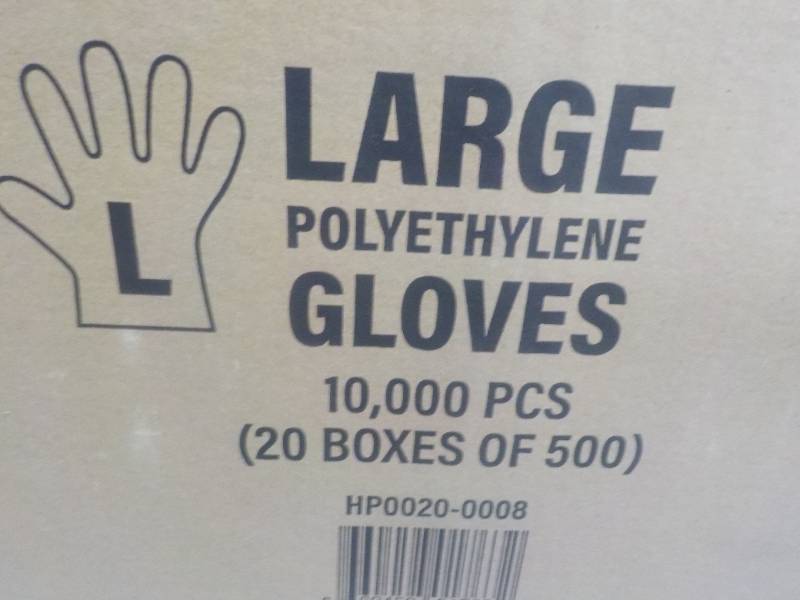 L
LARGE
POLYETHYLENE
GLOVES
10,000 PCS
(20 BOXES OF 500)
HP0020-0008